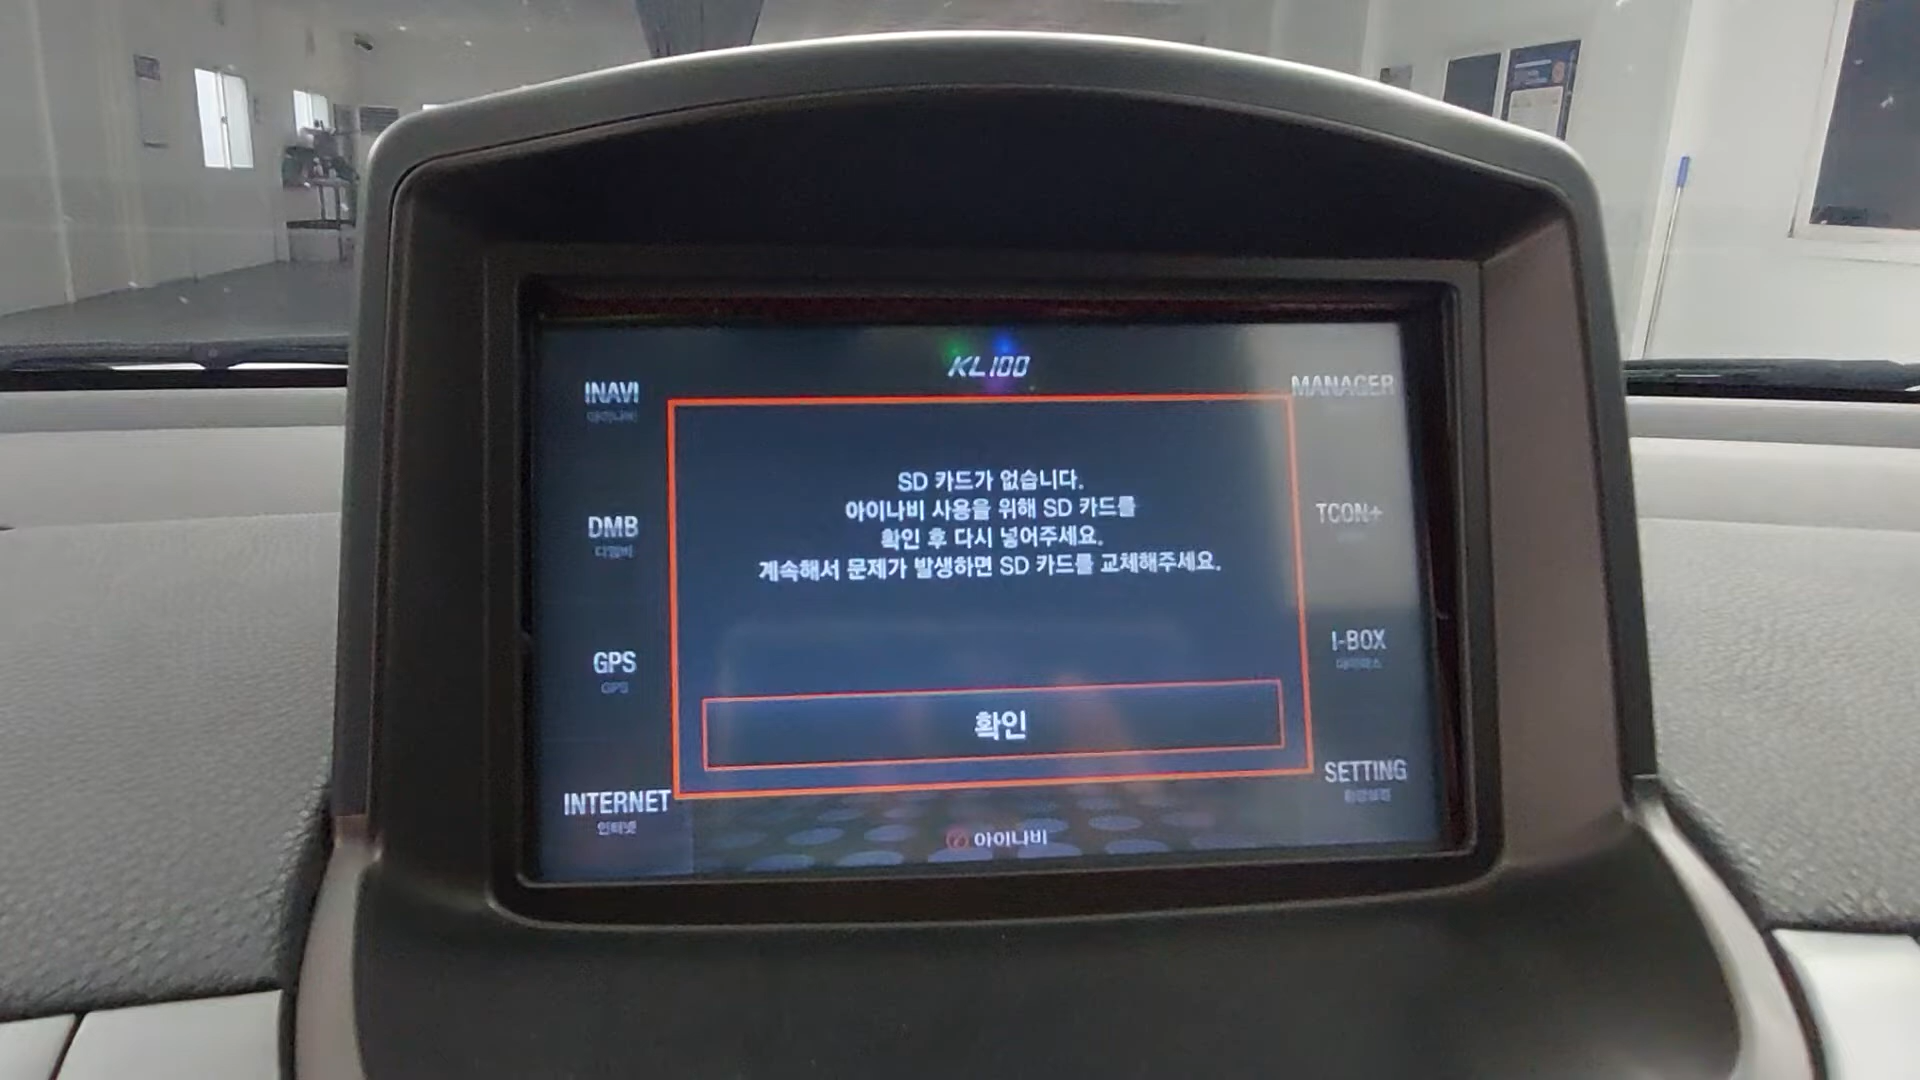 KL100
INAVI
아이나비
MANAGER
SD 카드가 없습니다.
아이나비 사용을 위해 SD 카드를
확인 후 다시 넣어주세요.
계속해서 문제가 발생하면 SD 카드를 교체해주세요.
DMB
디엠비
TCON+
GPS
GPS
I-BOX
확인
INTERNET
인터넷
SETTING
환경설정
아이나비